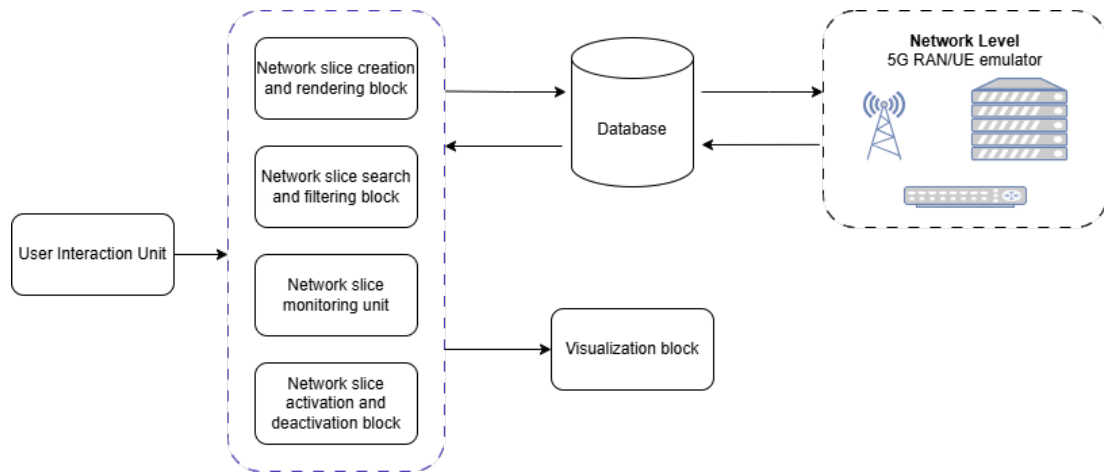 User Interaction Unit
Network slice creation
and rendering block
Network slice search
and filtering block
Network slice
monitoring unit
Network slice
activation and
deactivation block
Database
Visualization block
Network Level
5G RAN/UE emulator